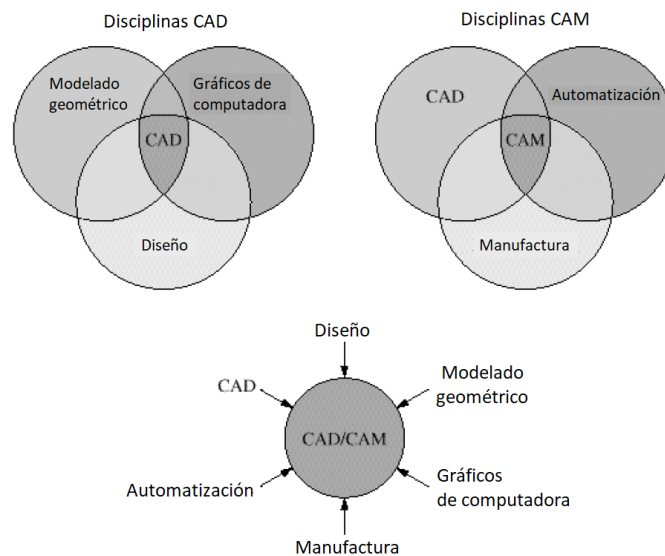 Disciplinas CAD
Modelado
geométrico
Gráficos de
computadora
CAD
Diseño
Disciplinas CAM
CAD
Automatización
CAM
Manufactura
Diseño
CAD
Modelado
geométrico
CAD/CAM
Automatización
Gráficos
de computadora
Manufactura